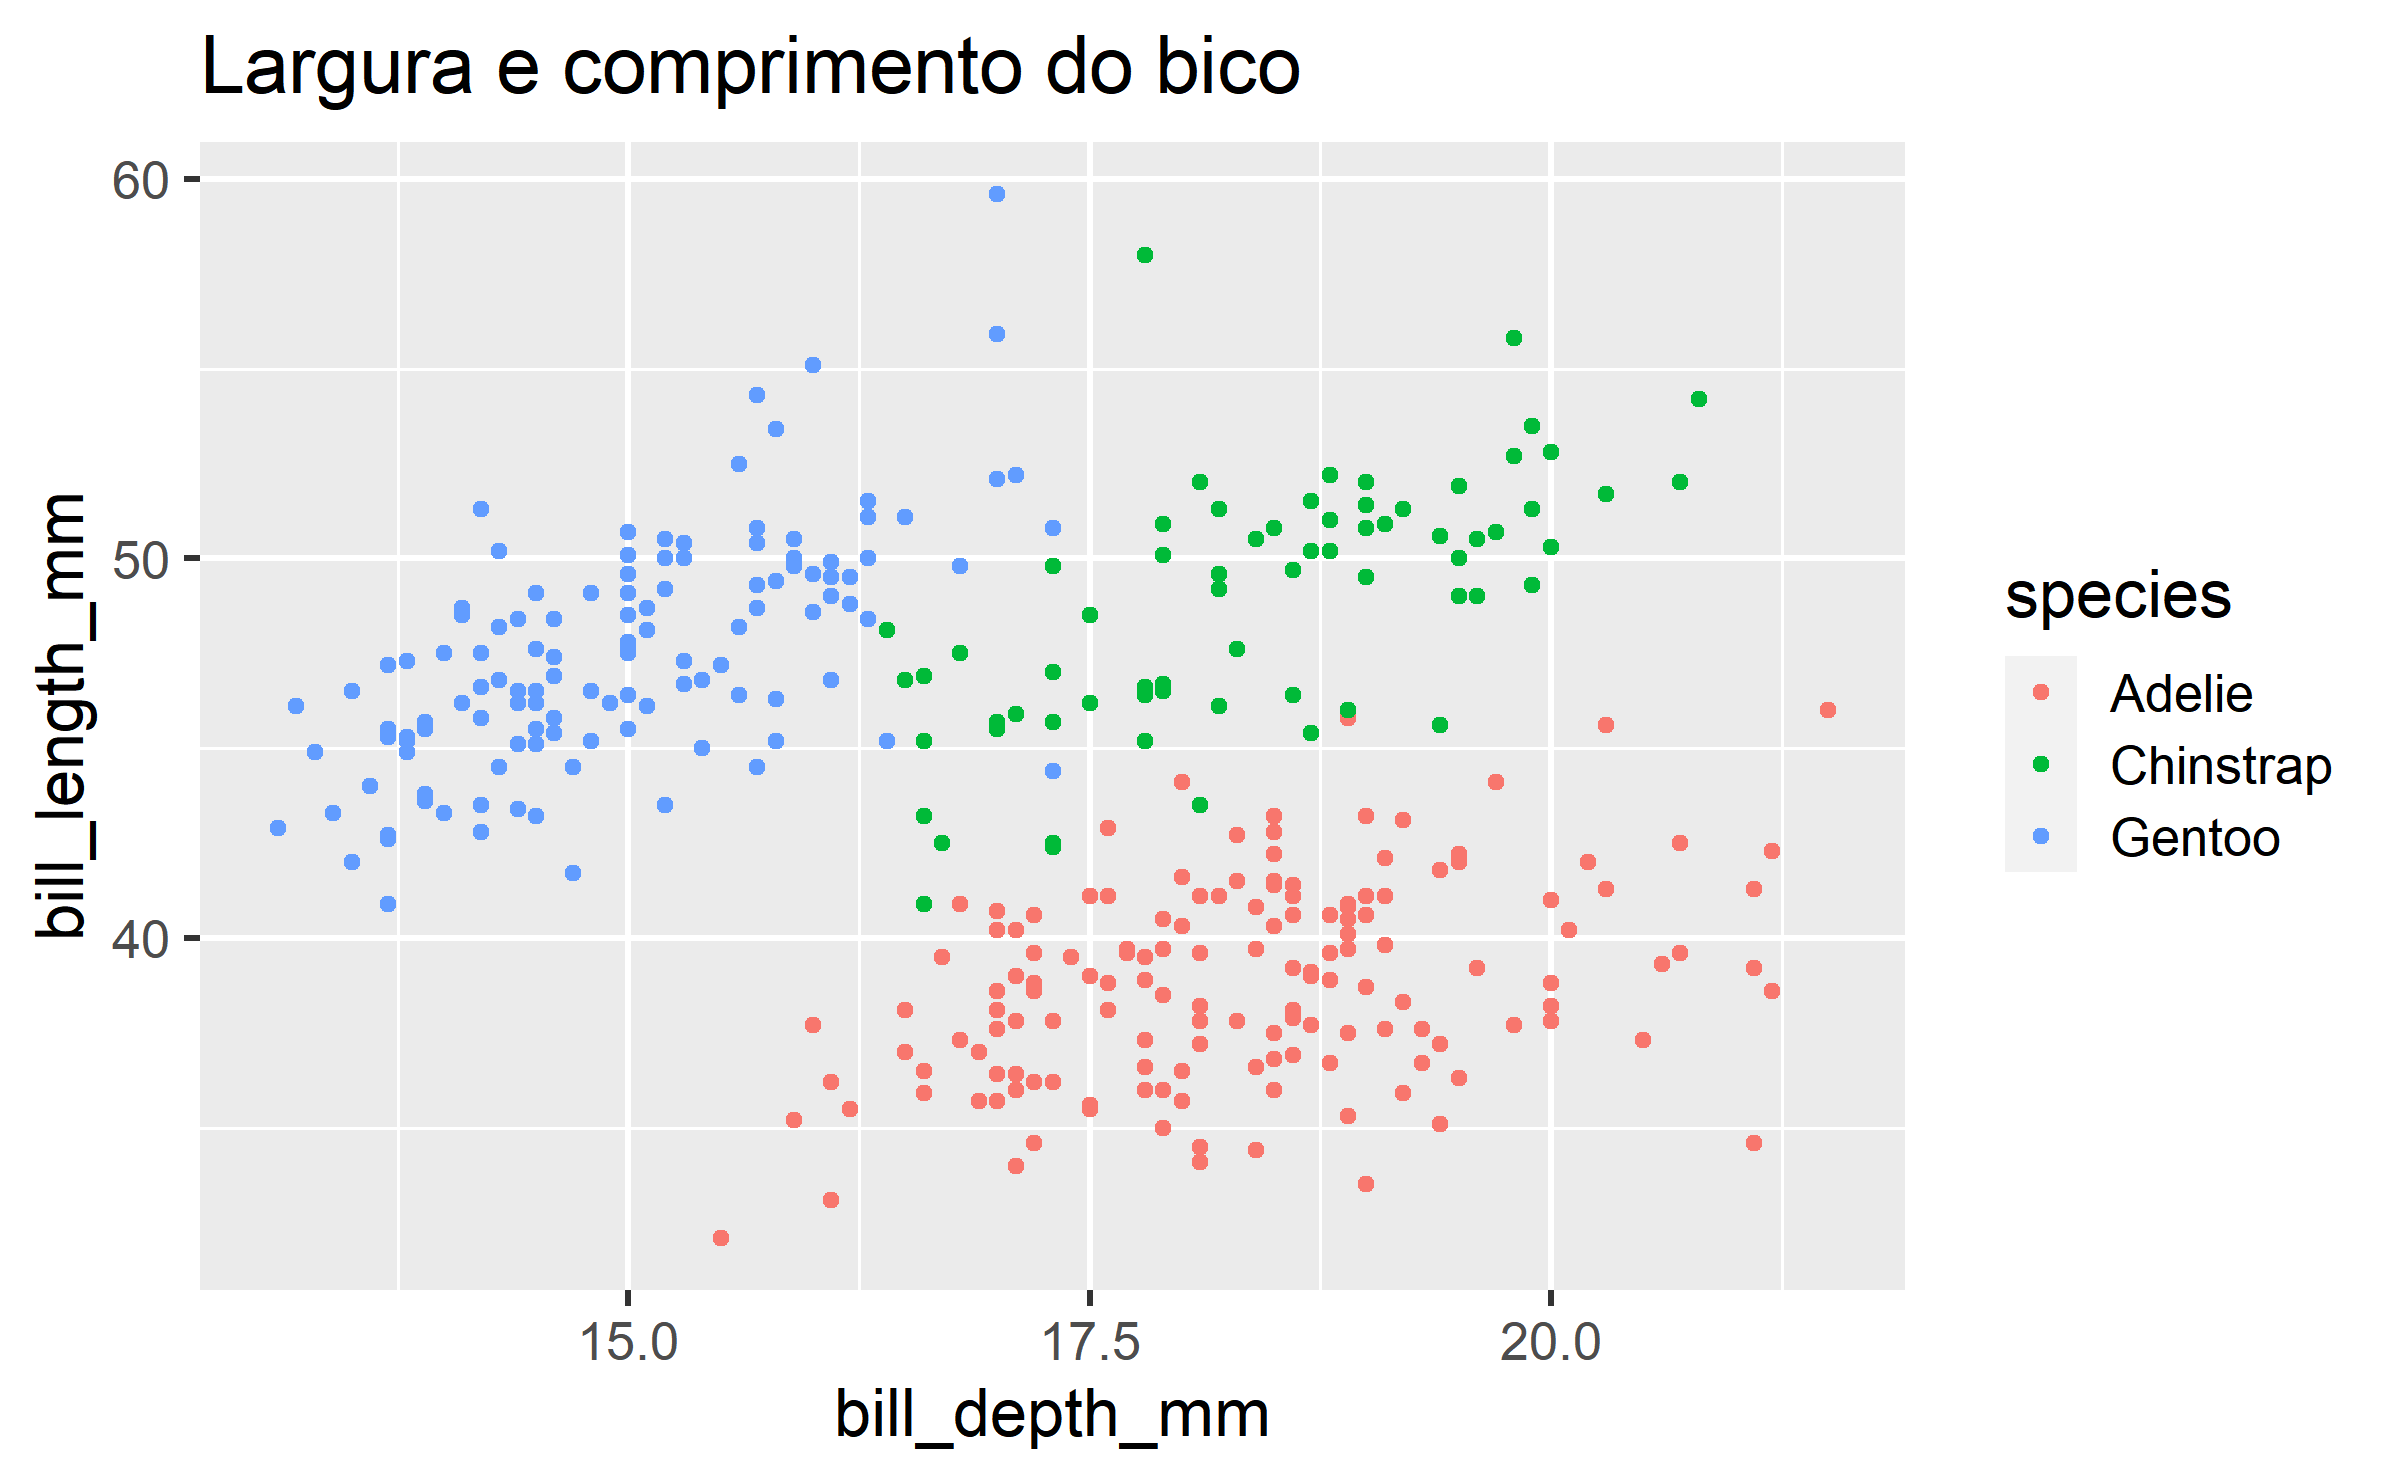 Largura e comprimento do bico
60
50
40
bill_length_mm
15.0 17.5 20.0
bill_depth_mm
species
Adelie
Chinstrap
Gentoo